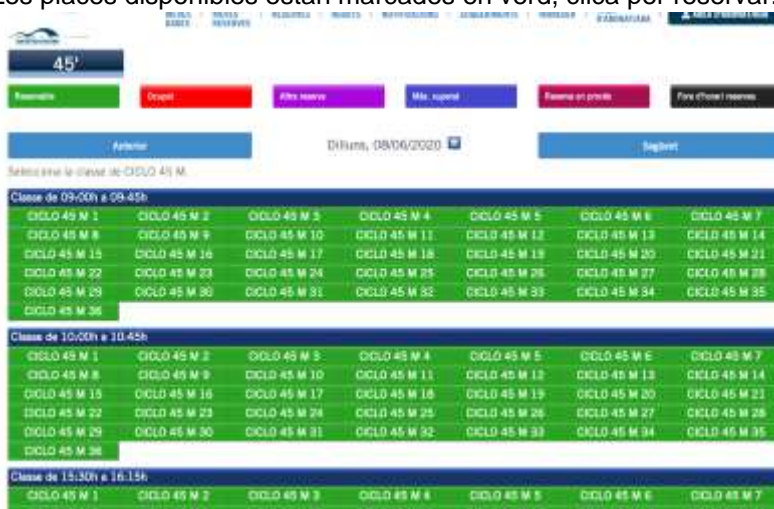 Les places disponibles están marcades en verd, clica per reservar.
45'
Reservable Ocupat Altra reserva Màx. superat Reserva en procés Fora d'horari reserves
Anterior Dilluns, 08/06/2020 Següent
Selecciona la classe de CICLO 45 M
Classe de 09:00h a 09:45h
CICLO 45 M 1 CICLO 45 M 2 CICLO 45 M 3 CICLO 45 M 4 CICLO 45 M 5 CICLO 45 M 6 CICLO 45 M 7
CICLO 45 M 8 CICLO 45 M 9 CICLO 45 M 10 CICLO 45 M 11 CICLO 45 M 12 CICLO 45 M 13 CICLO 45 M 14
CICLO 45 M 15 CICLO 45 M 16 CICLO 45 M 17 CICLO 45 M 18 CICLO 45 M 19 CICLO 45 M 20 CICLO 45 M 21
CICLO 45 M 22 CICLO 45 M 23 CICLO 45 M 24 CICLO 45 M 25 CICLO 45 M 26 CICLO 45 M 27 CICLO 45 M 28
CICLO 45 M 29 CICLO 45 M 30 CICLO 45 M 31 CICLO 45 M 32 CICLO 45 M 33 CICLO 45 M 34 CICLO 45 M 35
CICLO 45 M 36
Classe de 10:00h a 10:45h
CICLO 45 M 1 CICLO 45 M 2 CICLO 45 M 3 CICLO 45 M 4 CICLO 45 M 5 CICLO 45 M 6 CICLO 45 M 7
CICLO 45 M 8 CICLO 45 M 9 CICLO 45 M 10 CICLO 45 M 11 CICLO 45 M 12 CICLO 45 M 13 CICLO 45 M 14
CICLO 45 M 15 CICLO 45 M 16 CICLO 45 M 17 CICLO 45 M 18 CICLO 45 M 19 CICLO 45 M 20 CICLO 45 M 21
CICLO 45 M 22 CICLO 45 M 23 CICLO 45 M 24 CICLO 45 M 25 CICLO 45 M 26 CICLO 45 M 27 CICLO 45 M 28
CICLO 45 M 29 CICLO 45 M 30 CICLO 45 M 31 CICLO 45 M 32 CICLO 45 M 33 CICLO 45 M 34 CICLO 45 M 35
CICLO 45 M 36
Classe de 15:30h a 16:15h
CICLO 45 M 1 CICLO 45 M 2 CICLO 45 M 3 CICLO 45 M 4 CICLO 45 M 5 CICLO 45 M 6 CICLO 45 M 7